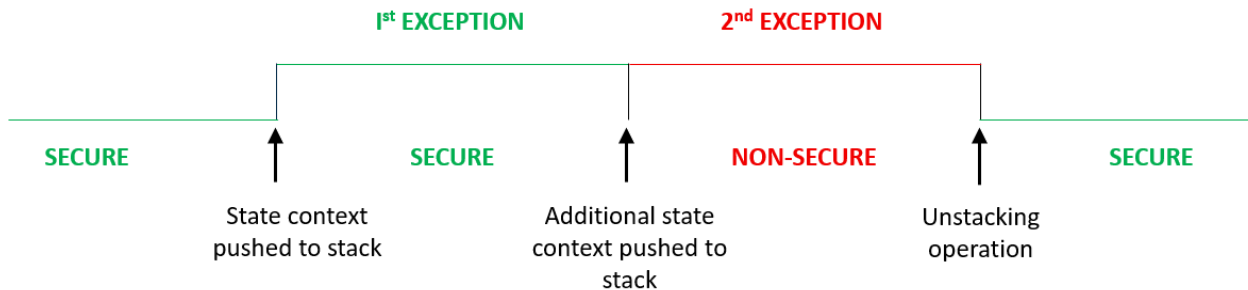 1st EXCEPTION
2nd EXCEPTION
SECURE
SECURE
NON-SECURE
SECURE
State context
pushed to stack
Additional state
context pushed to
stack
Unstacking
operation